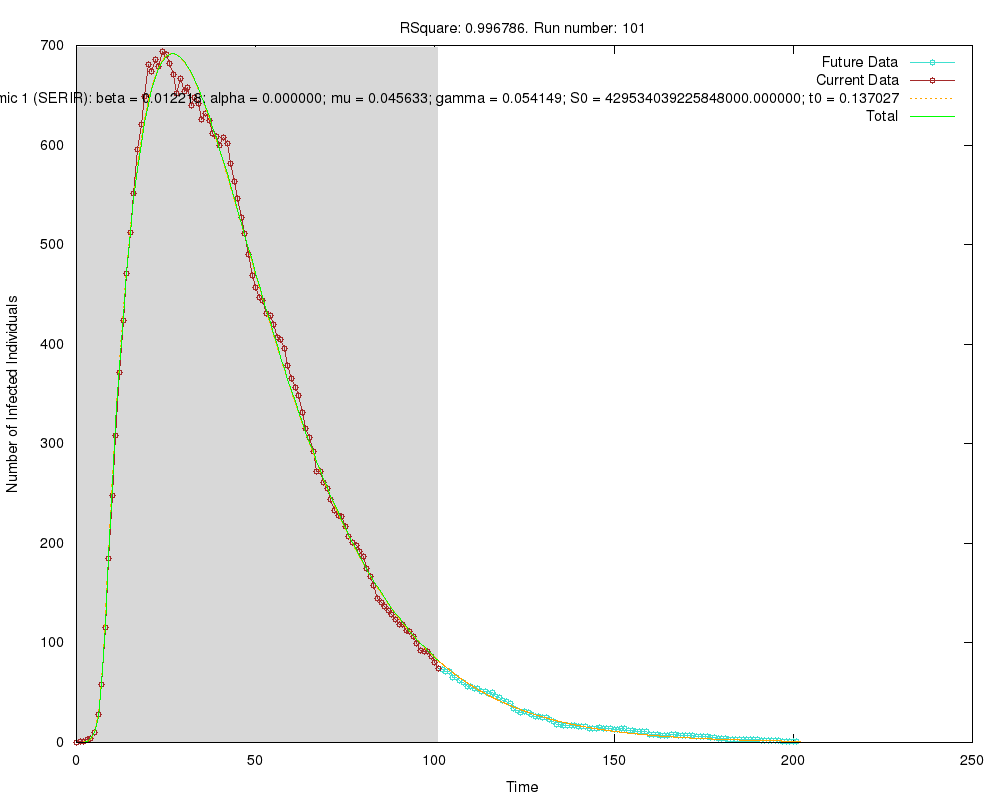 RSquare: 0.996786. Run number: 101
Future Data
Current Data
mic 1 (SERIR): beta = 0.0122 ; alpha = 0.000000; mu = 0.045633; gamma = 0.054149; S0 = 429534039225848000.000000; t0 = 0.137027
Total
700
600
500
400
300
200
100
0
Number of Infected Individuals
0 50 100 150 200 250
Time